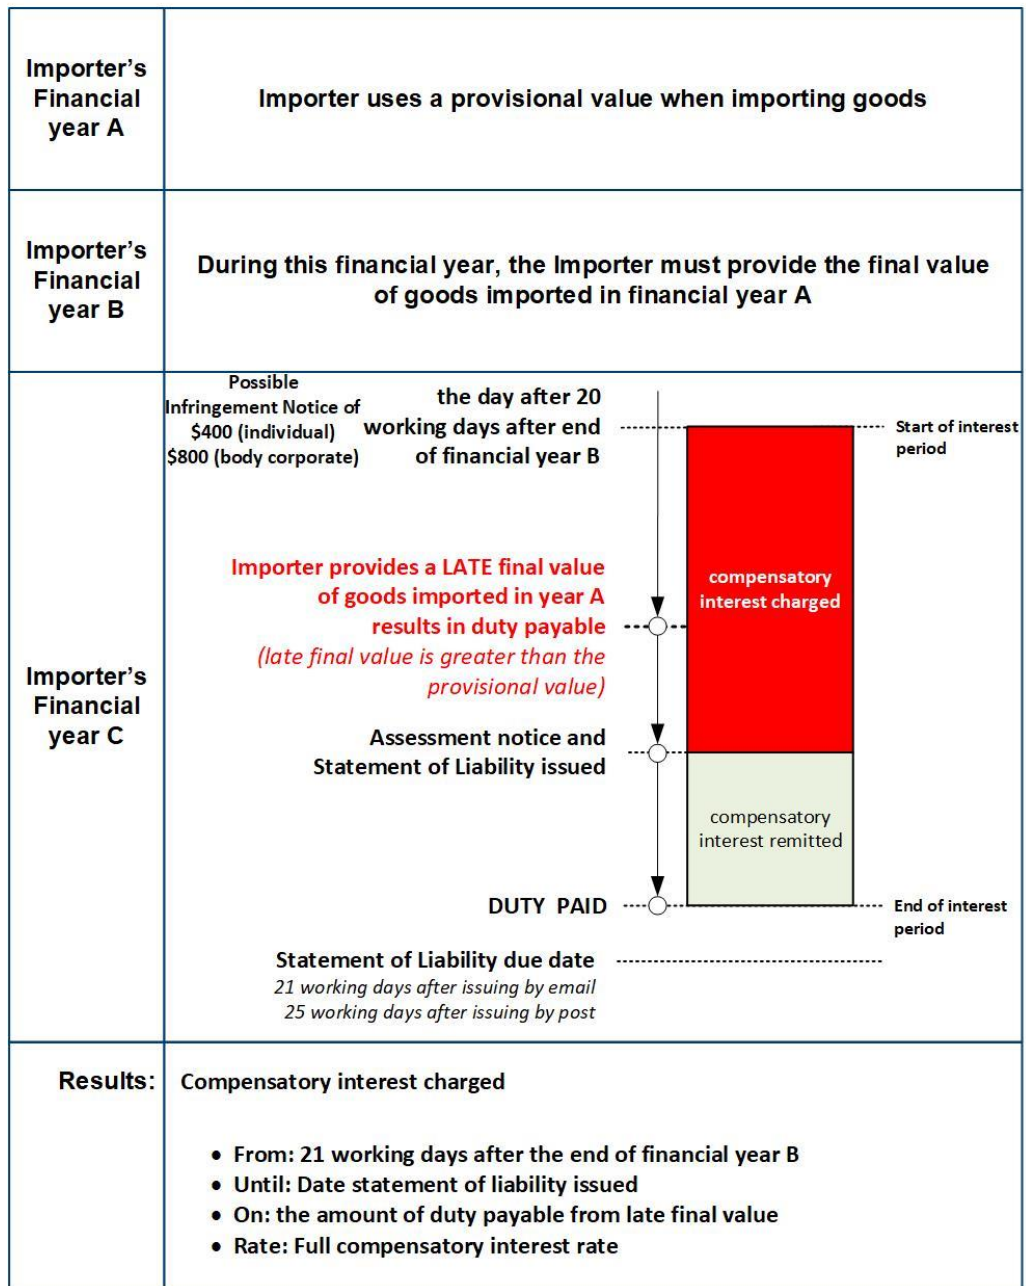 Importer's
Financial
year A
Importer uses a provisional value when importing goods
Importer's
Financial
year B
During this financial year, the Importer must provide the final value
of goods imported in financial year A
Importer's
Financial
year C
Possible
Infringement Notice of
$400 (individual)
$800 (body corporate)
the day after 20
working days after end
of financial year B
Start of interest
period
Importer provides a LATE final value
of goods imported in year A
results in duty payable
(late final value is greater than the
provisional value)
compensatory
interest charged
Assessment notice and
Statement of Liability issued
compensatory
interest remitted
DUTY PAID
End of interest
period
Statement of Liability due date
21 working days after issuing by email
25 working days after issuing by post
Results:
Compensatory interest charged
• From: 21 working days after the end of financial year B
• Until: Date statement of liability issued
• On: the amount of duty payable from late final value
• Rate: Full compensatory interest rate